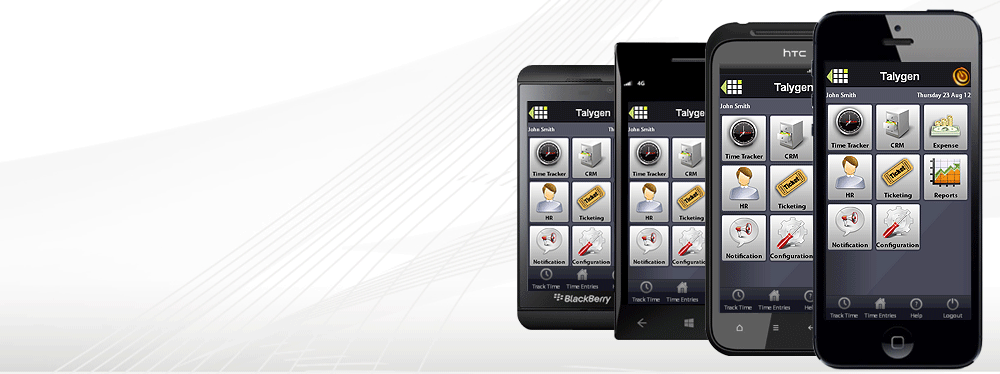 BlackBerry
Talygen
John Smith
Th
Time Tracker
CRM
HR
Ticketing
Notification
Configuration
Track Time
Time Entries
4G
Talygen
John Smith
Time Tracker
CRM
HR
Ticketing
Notification
Configuration
Track Time
Time Entries
hTC
Talygen
John Smith
Time Tracker
CRM
HR
Ticketing
Notification
Configuration
Track Time
Time Entries
Talygen
John Smith
Thursday 23 Aug 12
Time Tracker
CRM
Expense
HR
Ticket
Ticketing
Reports
Notification
Configuration
Track Time
Time Entries
Help
Logout